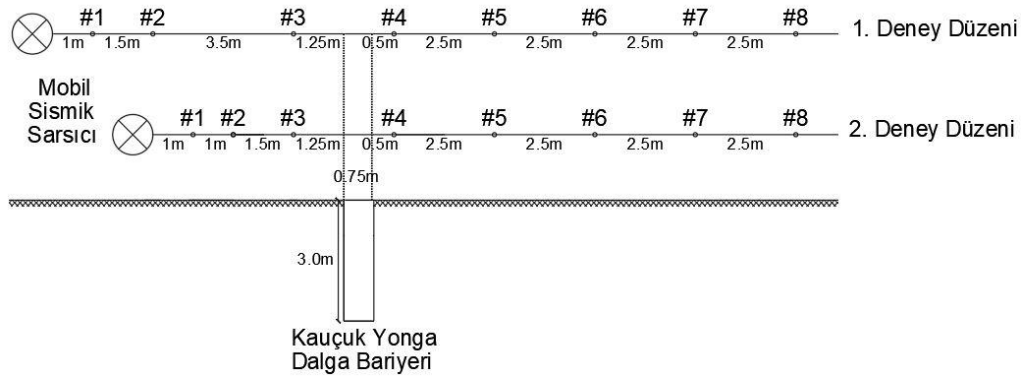 #1 #2 #3 #4 #5 #6 #7 #8
1m 1.5m 3.5m 1.25m 0.5m 2.5m 2.5m 2.5m 2.5m
1. Deney Düzeni
Mobil
Sismik
Sarsıcı
#1 #2 #3 #4 #5 #6 #7 #8
1m 1m 1.5m 1.25m 0.5m 2.5m 2.5m 2.5m 2.5m
2. Deney Düzeni
0.75m
3.0m
Kauçuk Yonga
Dalga Bariyeri